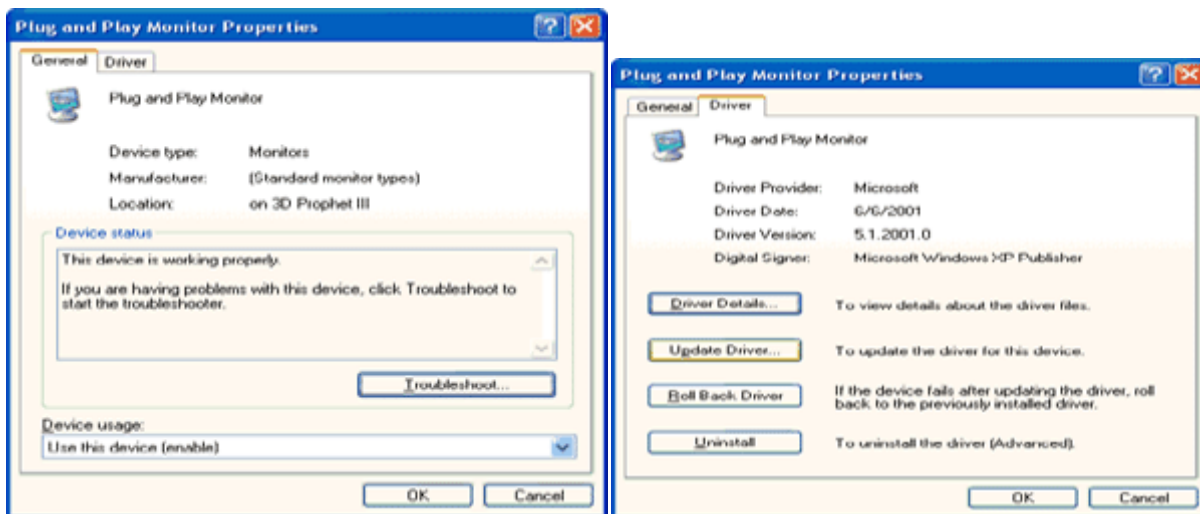 Plug and Play Monitor Properties
General Driver
Plug and Play Monitor
Device type: Monitors
Manufacturer: (Standard monitor types)
Location: on 3D Prophet III
Device status
This device is working properly.
If you are having problems with this device, click Troubleshoot to
start the troubleshooter.
Troubleshoot...
Device usage:
Use this device (enable)
OK Cancel
Plug and Play Monitor Properties
General Driver
Plug and Play Monitor
Driver Provider: Microsoft
Driver Date: 6/6/2001
Driver Version: 5.1.2001.0
Digital Signer: Microsoft Windows XP Publisher
Driver Details... To view details about the driver files.
Update Driver... To update the driver for this device.
Roll Back Driver If the device fails after updating the driver, roll
back to the previously installed driver.
Uninstall To uninstall the driver (Advanced).
OK Cancel